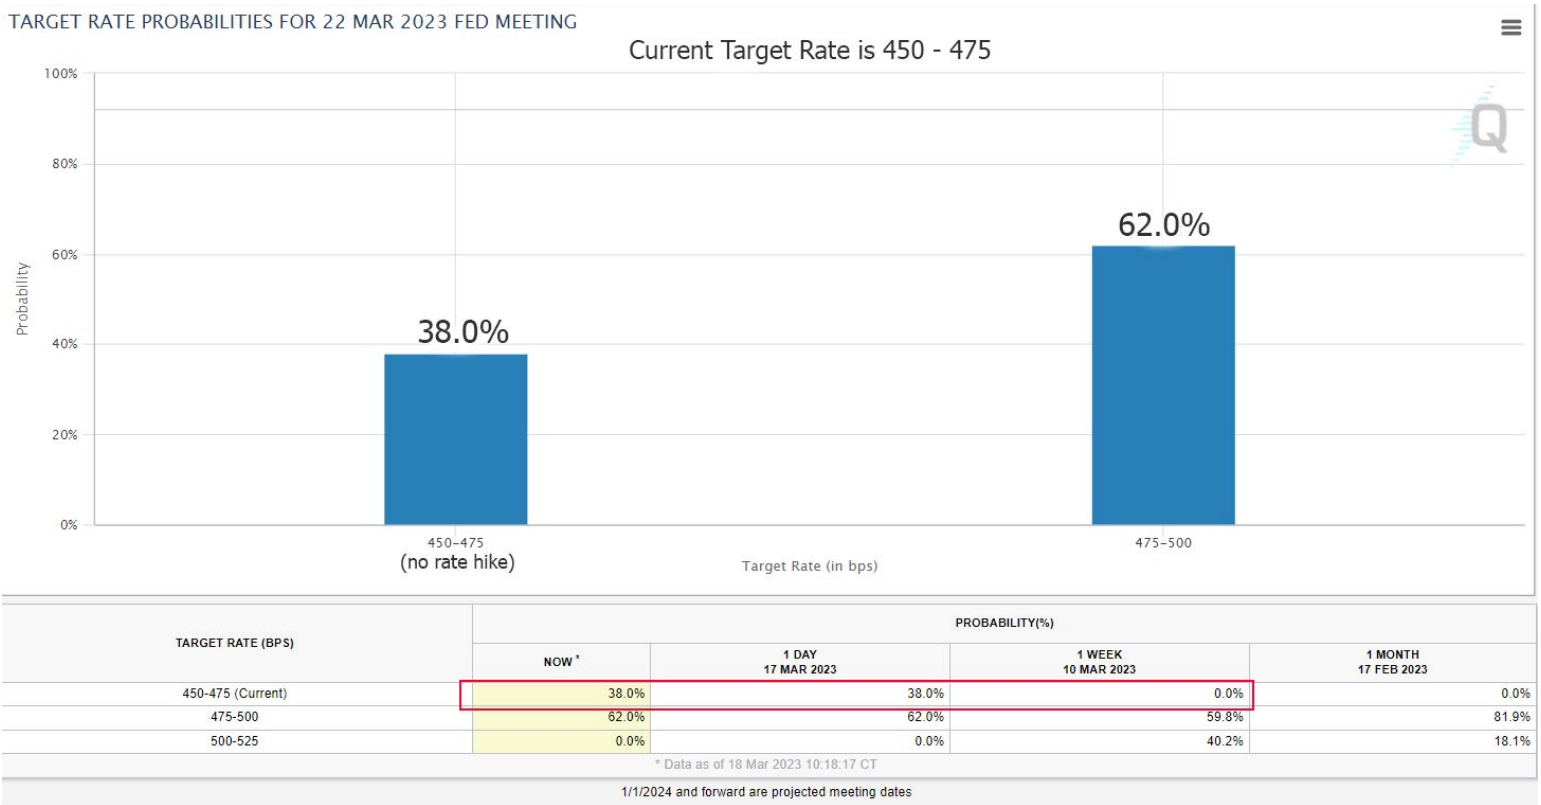 TARGET RATE PROBABILITIES FOR 22 MAR 2023 FED MEETING
Current Target Rate is 450 - 475
100%
80%
60%
40%
20%
0%
Probability
38.0%
62.0%
Q
450-475
(no rate hike)
475-500
Target Rate (in bps)
TARGET RATE (BPS)
PROBABILITY(%)
NOW *
1 DAY
17 MAR 2023
1 WEEK
10 MAR 2023
1 MONTH
17 FEB 2023
450-475 (Current) 38.0% 38.0% 0.0% 0.0%
475-500 62.0% 62.0% 59.8% 81.9%
500-525 0.0% 0.0% 40.2% 18.1%
* Data as of 18 Mar 2023 10:18:17 CT
1/1/2024 and forward are projected meeting dates